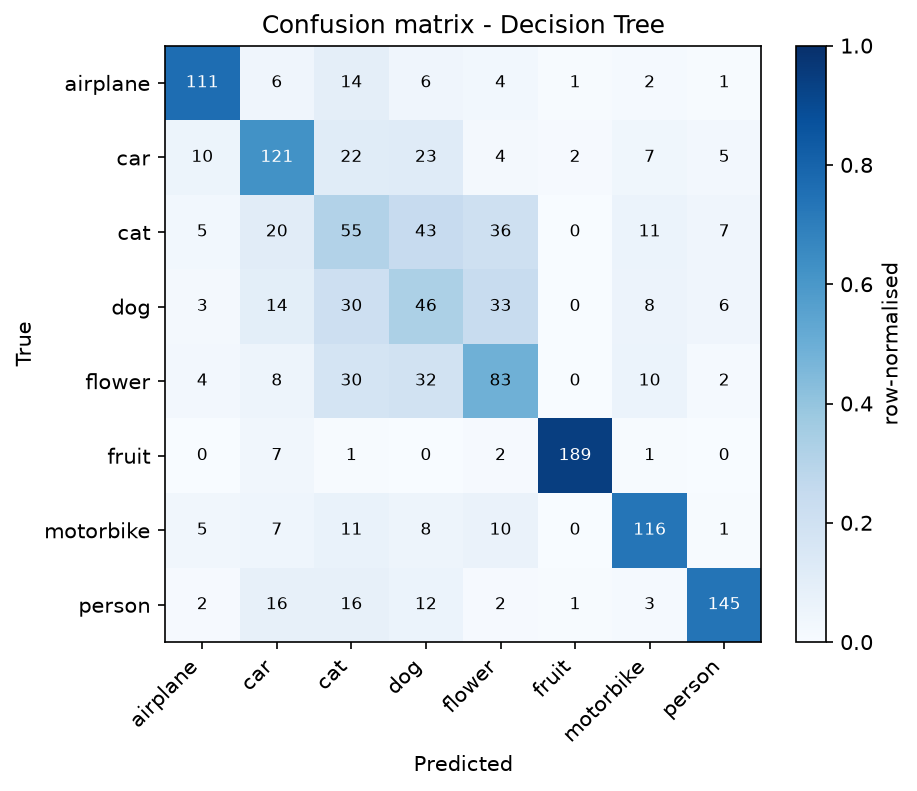 Confusion matrix - Decision Tree
airplane 111 6 14 6 4 1 2 1
car 10 121 22 23 4 2 7 5
cat 5 20 55 43 36 0 11 7
dog 3 14 30 46 33 0 8 6
flower 4 8 30 32 83 0 10 2
fruit 0 7 1 0 2 189 1 0
motorbike 5 7 11 8 10 0 116 1
person 2 16 16 12 2 1 3 145
airplane car cat dog flower fruit motorbike person
Predicted
True
1.0
0.8
0.6
0.4
0.2
0.0
row-normalised